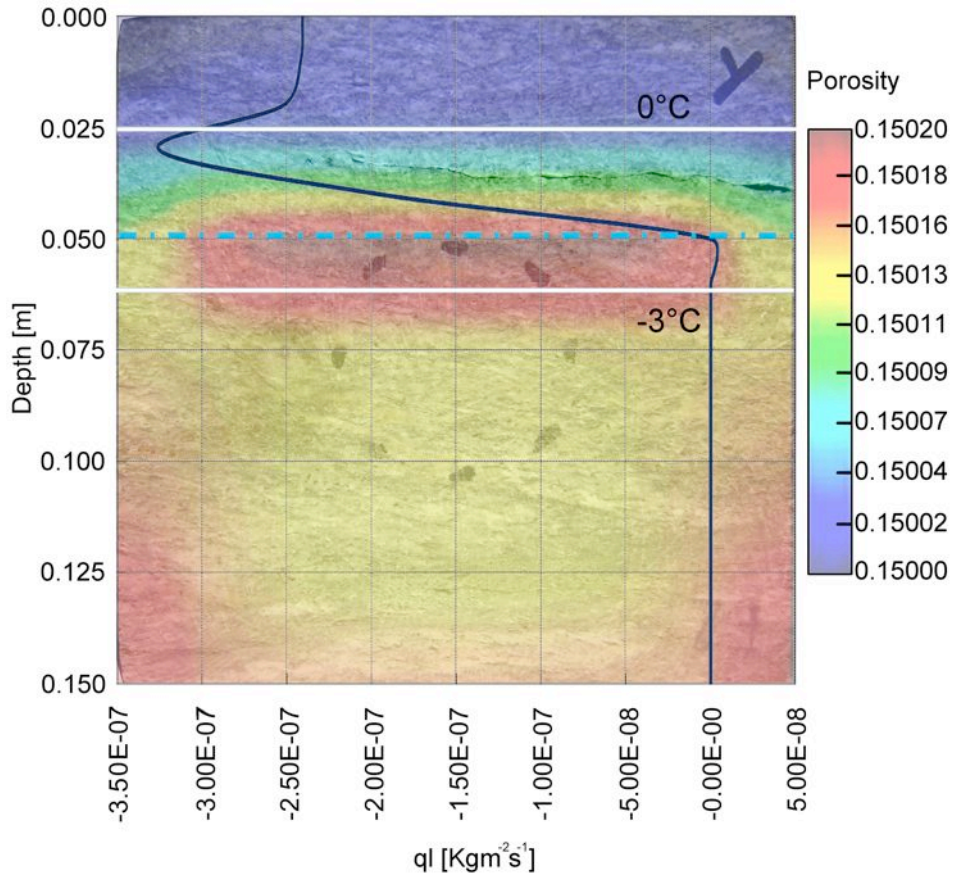 0.000
0°C
Porosity
0.025
0.15020
0.15018
0.050
0.15016
0.15013
-3°C
0.15011
0.075
0.15009
Depth [m]
0.15007
0.100
0.15004
0.15002
0.125
0.15000
0.150
-3.50E-07
-3.00E-07
-2.50E-07
-2.00E-07
-1.50E-07
-1.00E-07
-5.00E-08
-0.00E-00
5.00E-08
ql [Kgm⁻²s⁻¹]
Y